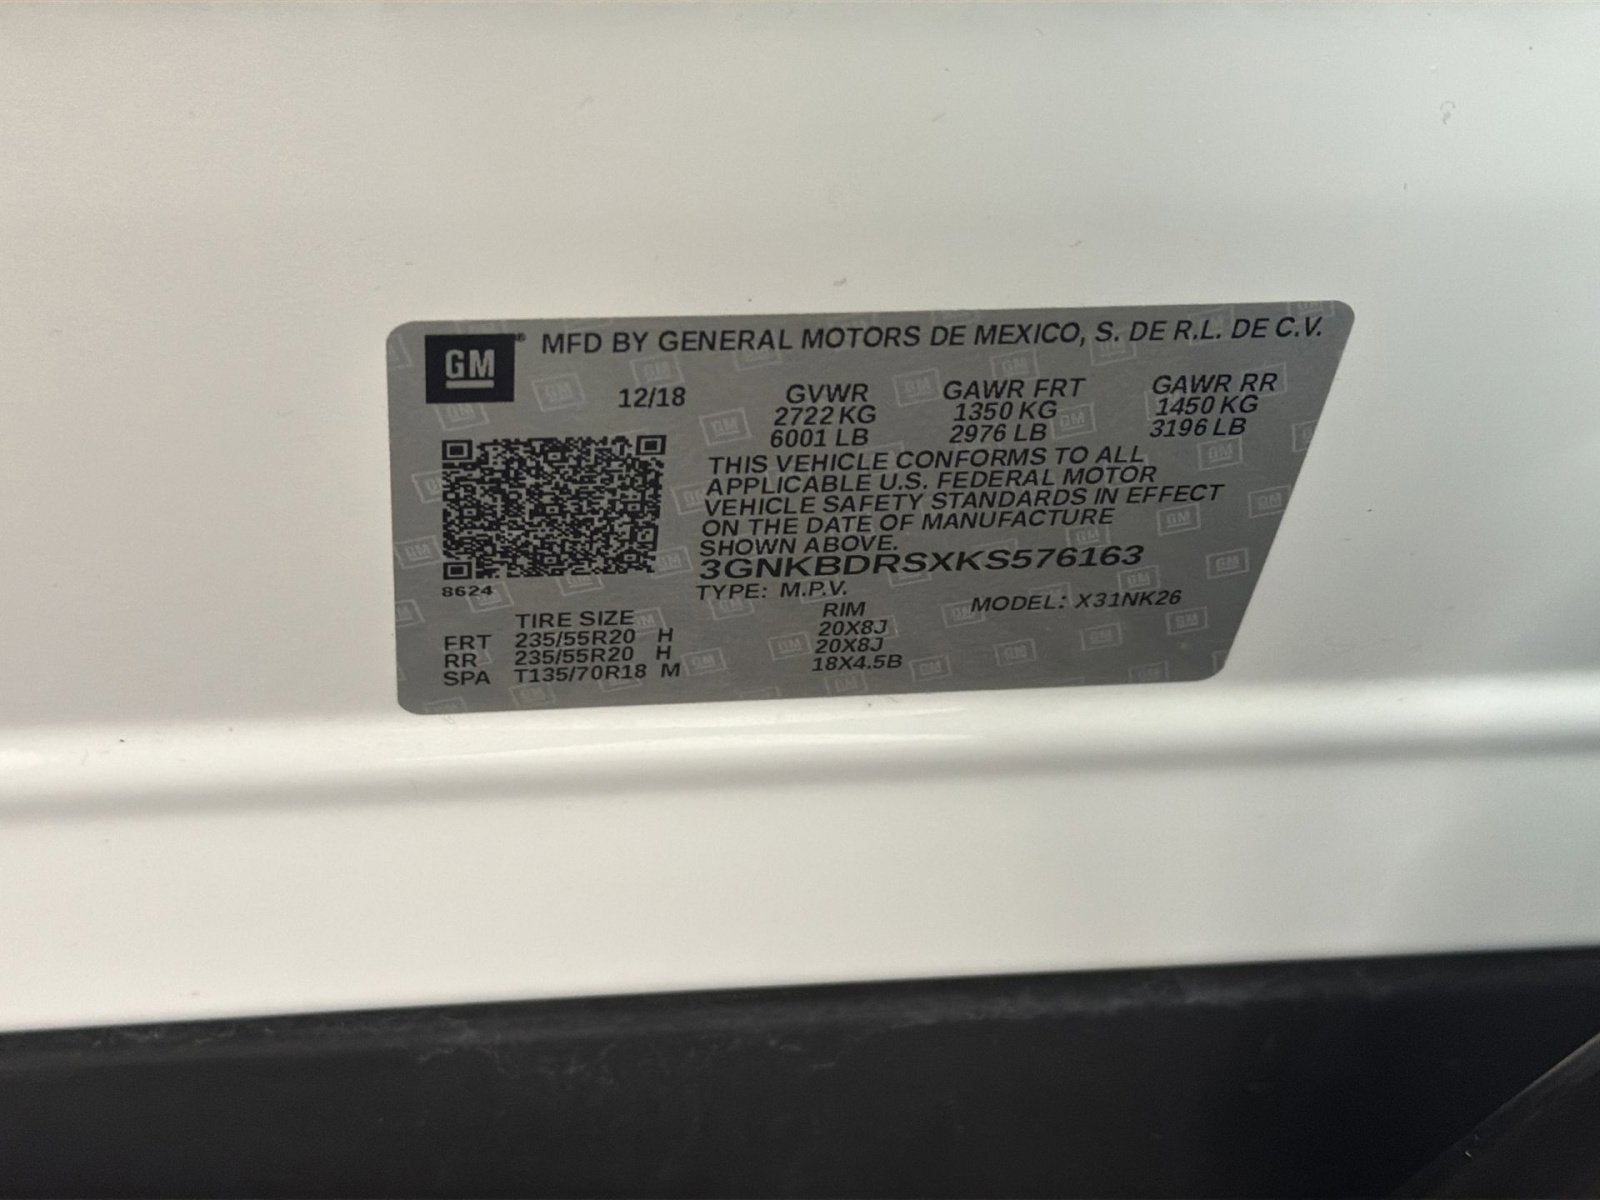 GM® MFD BY GENERAL MOTORS DE MEXICO, S. DE R.L. DE C.V.
12/18 GVWR GAWR FRT GAWR RR
2722 KG 1350 KG 1450 KG
6001 LB 2976 LB 3196 LB
THIS VEHICLE CONFORMS TO ALL
APPLICABLE U.S. FEDERAL MOTOR
VEHICLE SAFETY STANDARDS IN EFFECT
ON THE DATE OF MANUFACTURE
SHOWN ABOVE.
3GNKBDRSXKS576163
8624
TYPE: M.P.V. MODEL: X31NK26
TIRE SIZE RIM
FRT 235/55R20 H 20X8J
RR 235/55R20 H 20X8J
SPA T135/70R18 M 18X4.5B